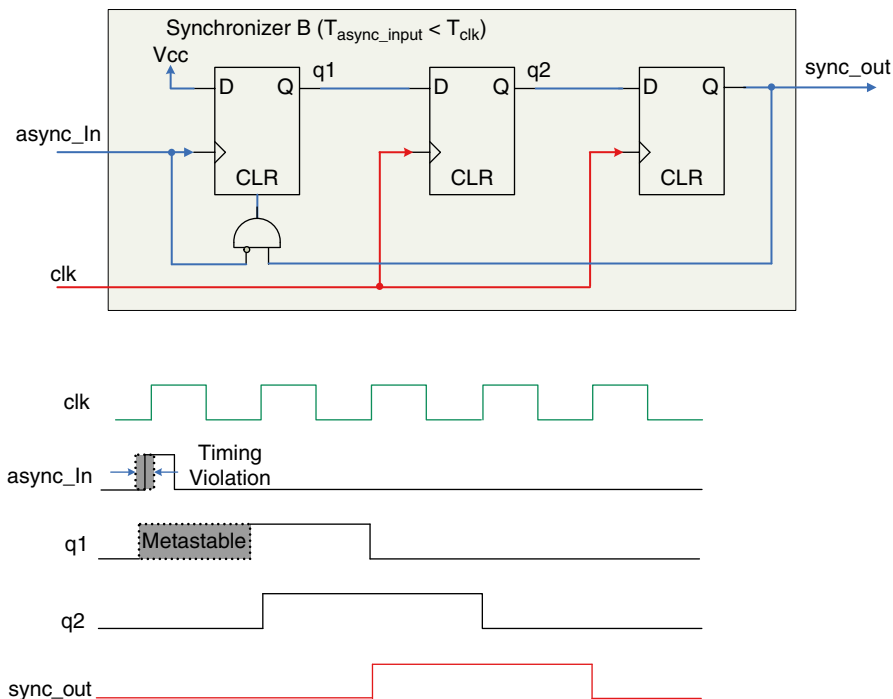 Synchronizer B (Tasync_input < Tclk)
Vcc
q1
q2
sync_out
D Q
D Q
D Q
async_In
CLR
CLR
CLR
clk
clk
async_In
Timing
Violation
q1
Metastable
q2
sync_out